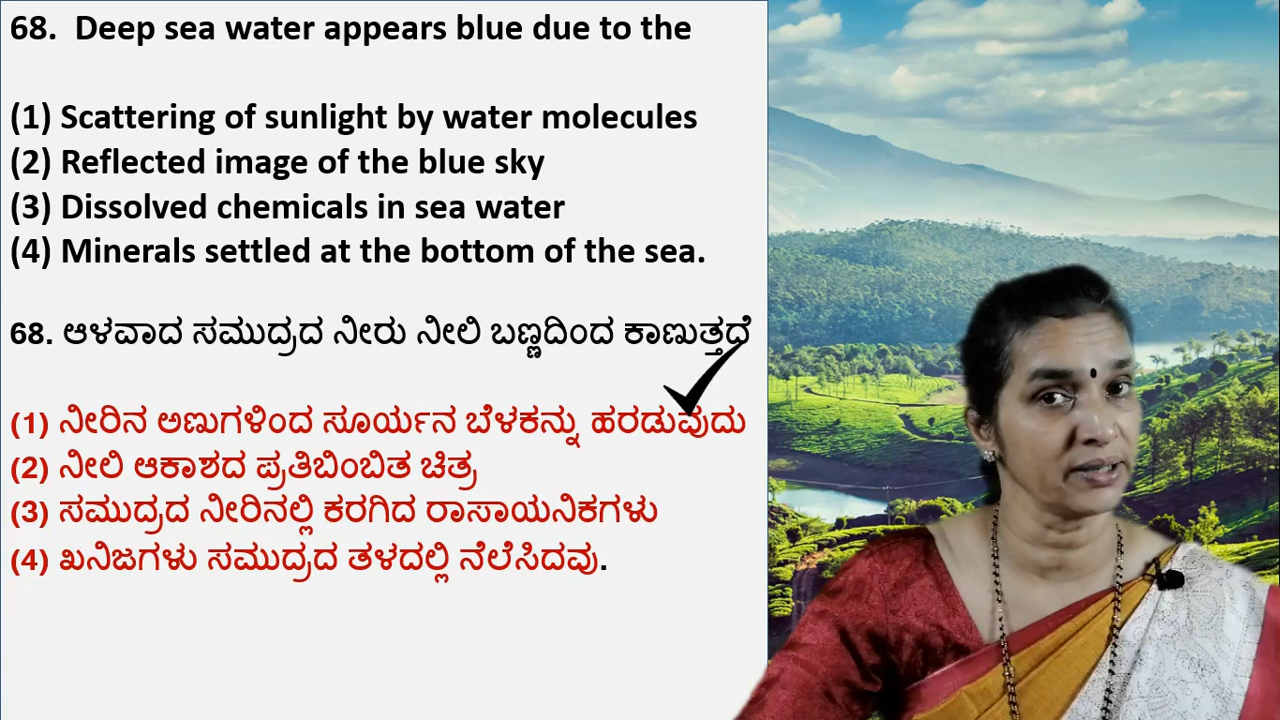 68.  Deep sea water appears blue due to the
(1) Scattering of sunlight by water molecules
(2) Reflected image of the blue sky
(3) Dissolved chemicals in sea water
(4) Minerals settled at the bottom of the sea.
68. ಆಳವಾದ ಸಮುದ್ರದ ನೀರು ನೀಲಿ ಬಣ್ಣದಿಂದ ಕಾಣುತ್ತದೆ
(1) ನೀರಿನ ಅಣುಗಳಿಂದ ಸೂರ್ಯನ ಬೆಳಕನ್ನು ಹರಡುವುದು
(2) ನೀಲಿ ಆಕಾಶದ ಪ್ರತಿಬಿಂಬಿತ ಚಿತ್ರ
(3) ಸಮುದ್ರದ ನೀರಿನಲ್ಲಿ ಕರಗಿದ ರಾಸಾಯನಿಕಗಳು
(4) ಖನಿಜಗಳು ಸಮುದ್ರದ ತಳದಲ್ಲಿ ನೆಲೆಸಿದವು.